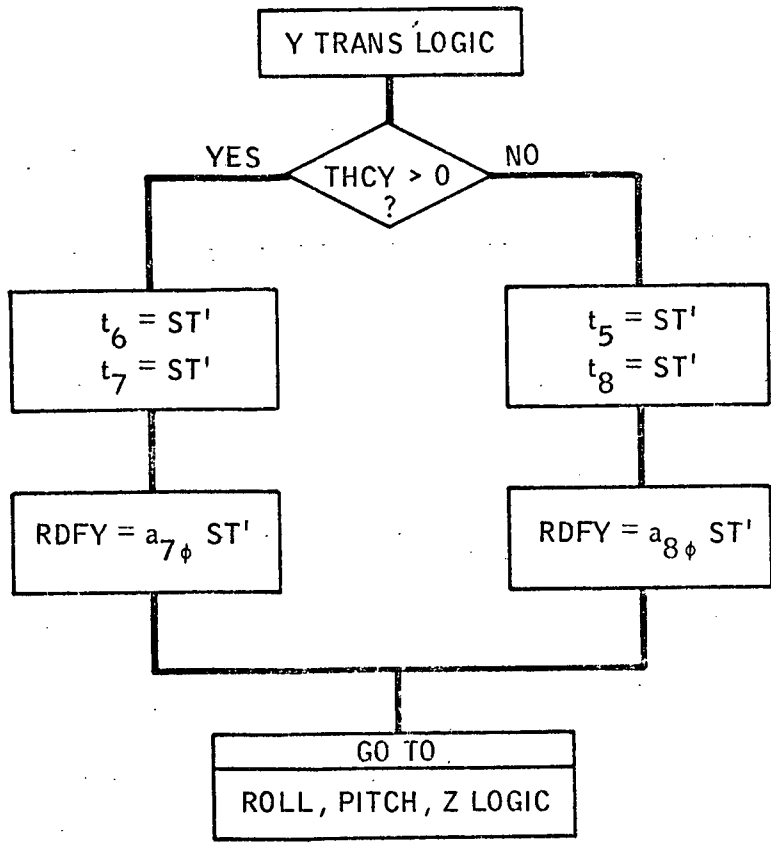 Y TRANS LOGIC
YES
THCY > 0
?
NO
t₆ = ST'
t₇ = ST'
t₅ = ST'
t₈ = ST'
RDFY = a₇ϕ ST'
RDFY = a₈ϕ ST'
GO TO
ROLL, PITCH, Z LOGIC